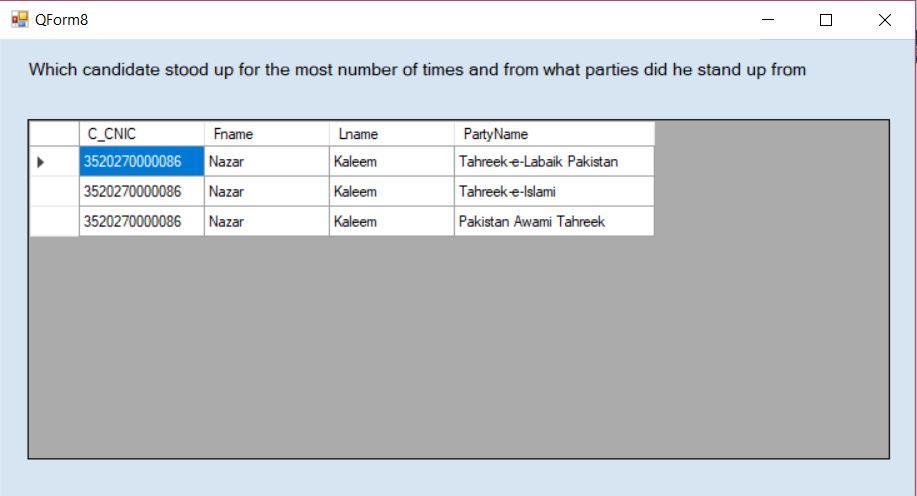 QForm8
Which candidate stood up for the most number of times and from what parties did he stand up from
C_CNIC Fname Lname PartyName
3520270000086 Nazar Kaleem Tahreek-e-Labaik Pakistan
3520270000086 Nazar Kaleem Tahreek-e-Islami
3520270000086 Nazar Kaleem Pakistan Awami Tahreek